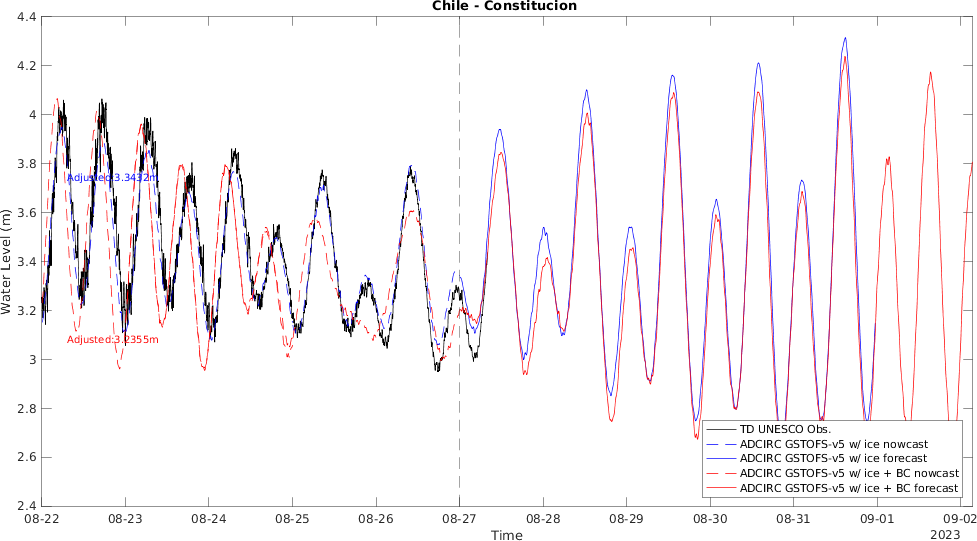 Chile - Constitucion
4.4
4.2
4
3.8
3.6
3.4
3.2
3
2.8
2.6
2.4
Water Level (m)
Adjusted:3.3432m
Adjusted:3.2355m
TD UNESCO Obs.
ADCIRC GSTOFS-v5 w/ ice nowcast
ADCIRC GSTOFS-v5 w/ ice forecast
ADCIRC GSTOFS-v5 w/ ice + BC nowcast
ADCIRC GSTOFS-v5 w/ ice + BC forecast
08-22 08-23 08-24 08-25 08-26 08-27 08-28 08-29 08-30 08-31 09-01 09-02
Time
2023